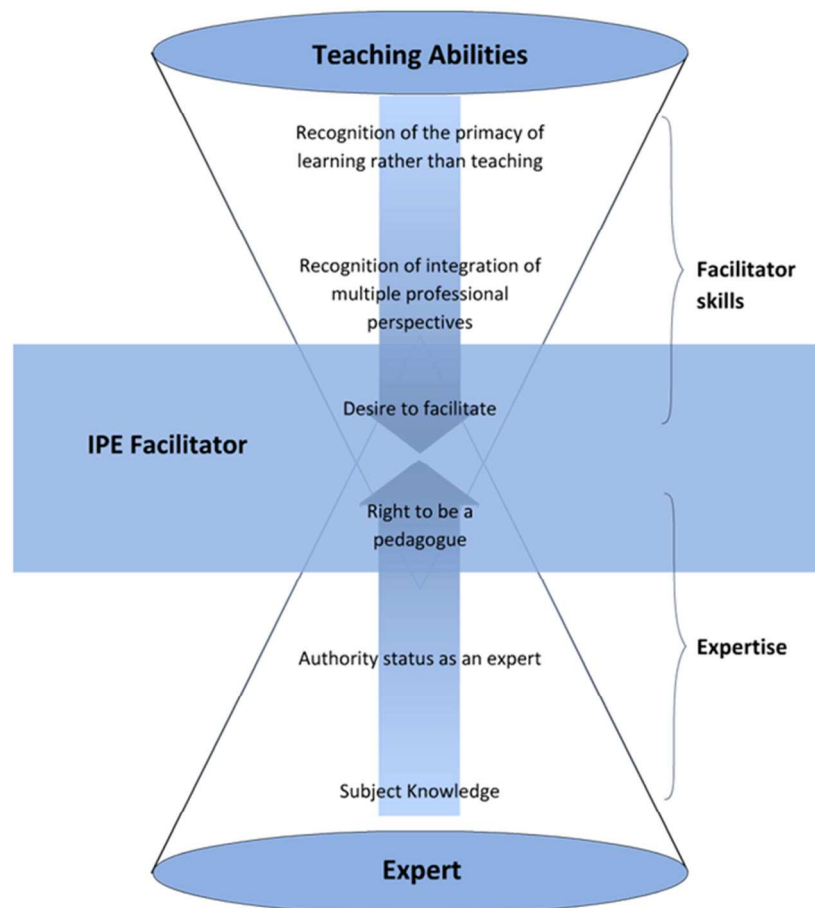 Teaching Abilities
Recognition of the primacy of
learning rather than teaching
Recognition of integration of
multiple professional
perspectives
Facilitator
skills
Desire to facilitate
IPE Facilitator
Right to be a
pedagogue
Authority status as an expert
Expertise
Subject Knowledge
Expert